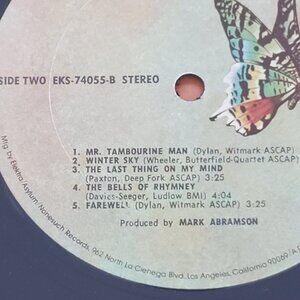 SIDE TWO EKS-74055-B STEREO
1. MR. TAMBOURINE MAN (Dylan, Witmark ASCAP)
2. WINTER SKY (Wheeler, Butterfield-Quartet ASCAP)
3. THE LAST THING ON MY MIND
(Paxton, Deep Fork ASCAP) 3:25
4. THE BELLS OF RHYMNEY
(Davies-Seeger, Ludlow BMI) 4:04
5. FAREWELL (Dylan, Witmark ASCAP) 3:25
Produced by MARK ABRAMSON
Mfg by Elektra/Asylum/Nonesuch Records, 962 North La Cienega Blvd., Los Angeles, California 90069/A